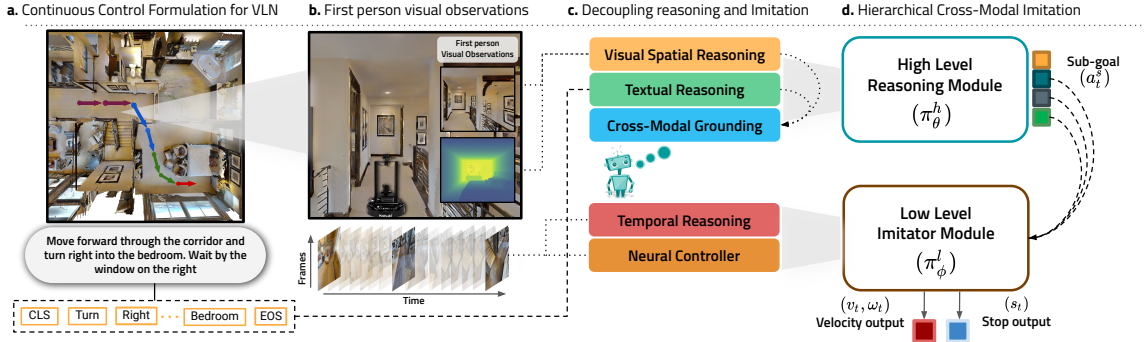 a. Continuous Control Formulation for VLN
b. First person visual observations
c. Decoupling reasoning and Imitation
d. Hierarchical Cross-Modal Imitation
First person
Visual Observations
Move forward through the corridor and
turn right into the bedroom. Wait by the
window on the right
CLS
Turn
Right
Bedroom
EOS
Frames
Time
Visual Spatial Reasoning
Textual Reasoning
Cross-Modal Grounding
Temporal Reasoning
Neural Controller
High Level
Reasoning Module
(π^h_θ)
Sub-goal
(a^s_t)
Low Level
Imitator Module
(π^l_ϕ)
(v_t, ω_t)
Velocity output
(s_t)
Stop output